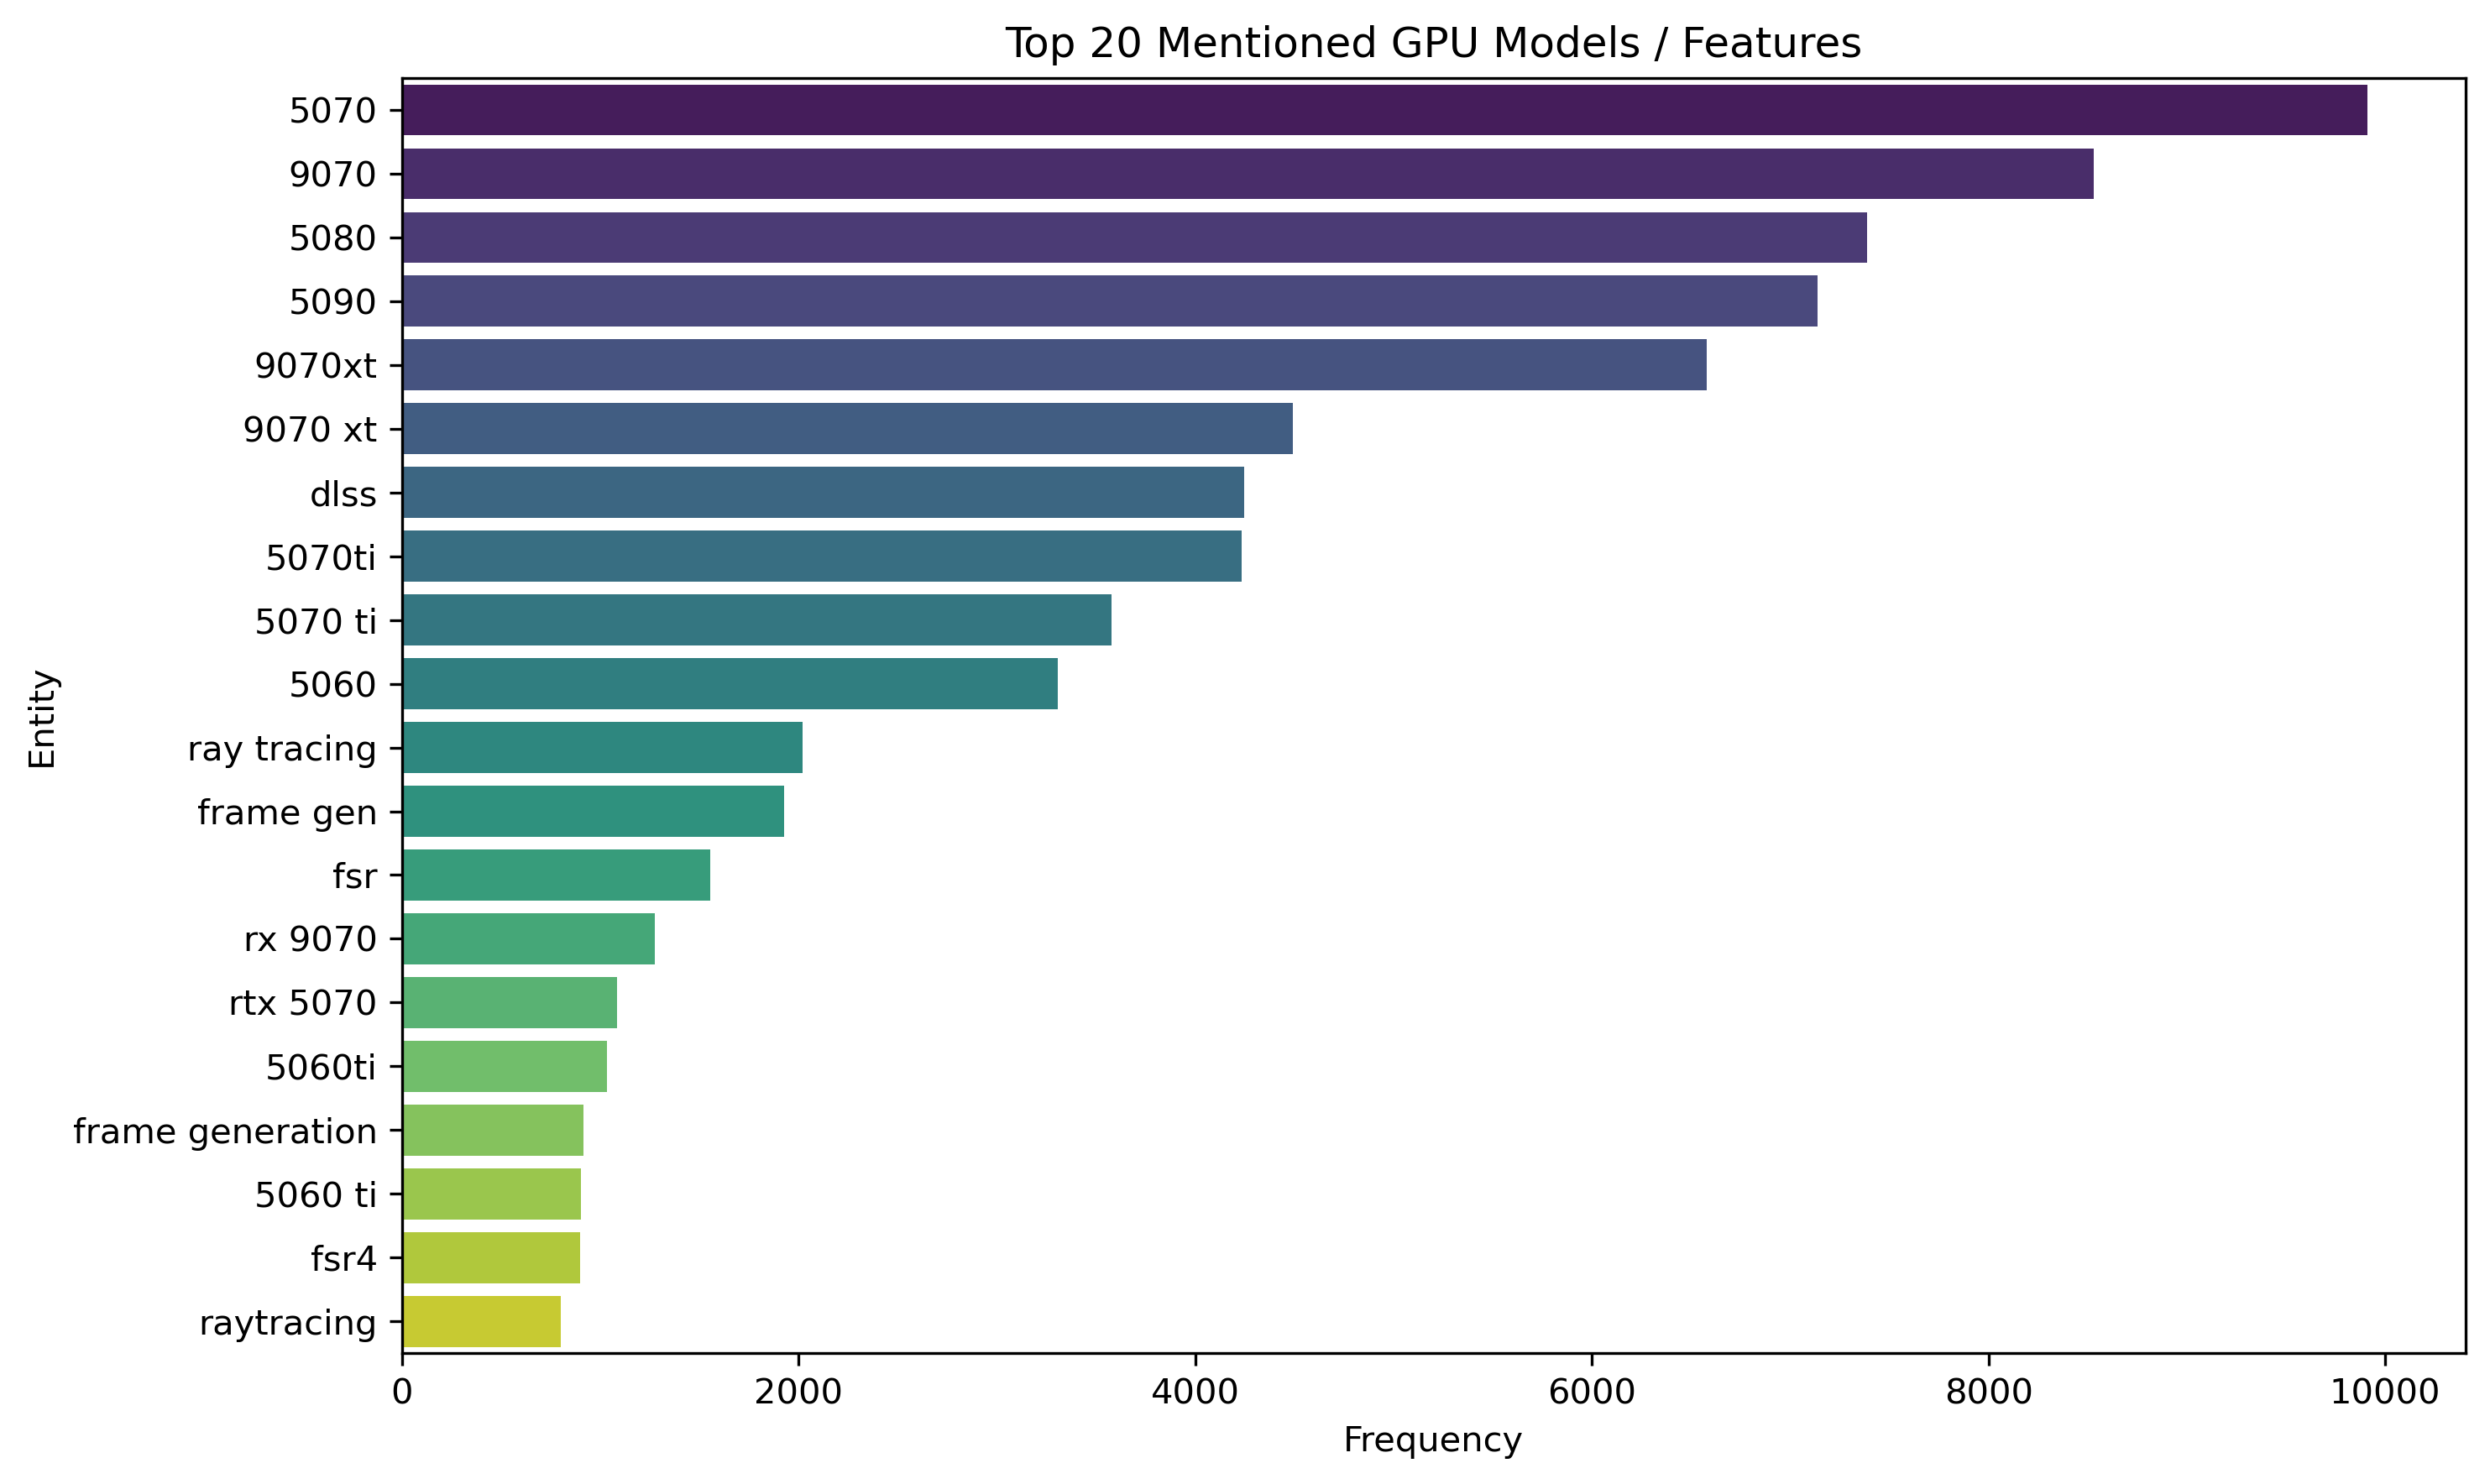 Top 20 Mentioned GPU Models / Features
5070
9070
5080
5090
9070xt
9070 xt
dlss
5070ti
5070 ti
5060
ray tracing
frame gen
fsr
rx 9070
rtx 5070
5060ti
frame generation
5060 ti
fsr4
raytracing
Entity
0 2000 4000 6000 8000 10000
Frequency